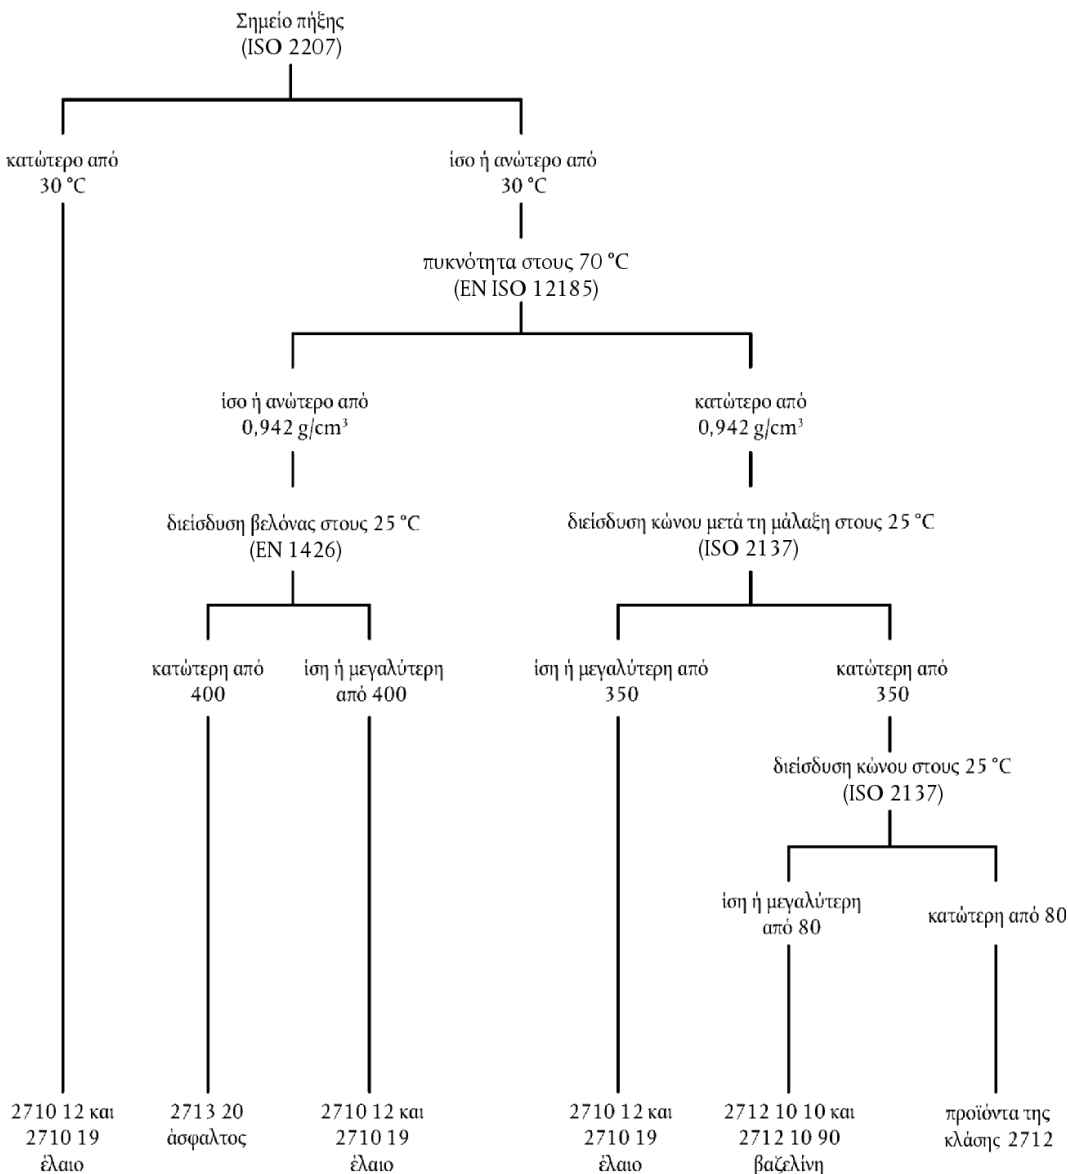 Σημείο πήξης
(ISO 2207)
κατώτερο από
30 °C
ίσο ή ανώτερο από
30 °C
πυκνότητα στους 70 °C
(EN ISO 12185)
ίσο ή ανώτερο από
0,942 g/cm³
κατώτερο από
0,942 g/cm³
διείσδυση βελόνας στους 25 °C
(EN 1426)
διείσδυση κώνου μετά τη μάλαξη στους 25 °C
(ISO 2137)
κατώτερη από
400
ίση ή μεγαλύτερη
από 400
ίση ή μεγαλύτερη από
350
κατώτερη από
350
διείσδυση κώνου στους 25 °C
(ISO 2137)
ίση ή μεγαλύτερη
από 80
κατώτερη από 80
2710 12 και
2710 19
έλαιο
2713 20
άσφαλτος
2710 12 και
2710 19
έλαιο
2710 12 και
2710 19
έλαιο
2712 10 10 και
2712 10 90
βαζελίνη
προϊόντα της
κλάσης 2712